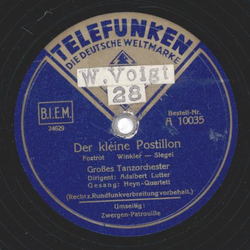 TELEFUNKEN
DIE DEUTSCHE WELTMARKE
W. Voigt
28
B.I.E.M.
24629
Bestell-Nr.
A 10035
Der kleine Postillon
Foxtrot Winkler — Siegel
Großes Tanzorchester
Dirigent: Adalbert Lutter
Gesang: Heyn-Quartett
(Recht z. Rundfunkverbreitung vorbehalt.)
Umseitig:
Zwergen-Patrouille